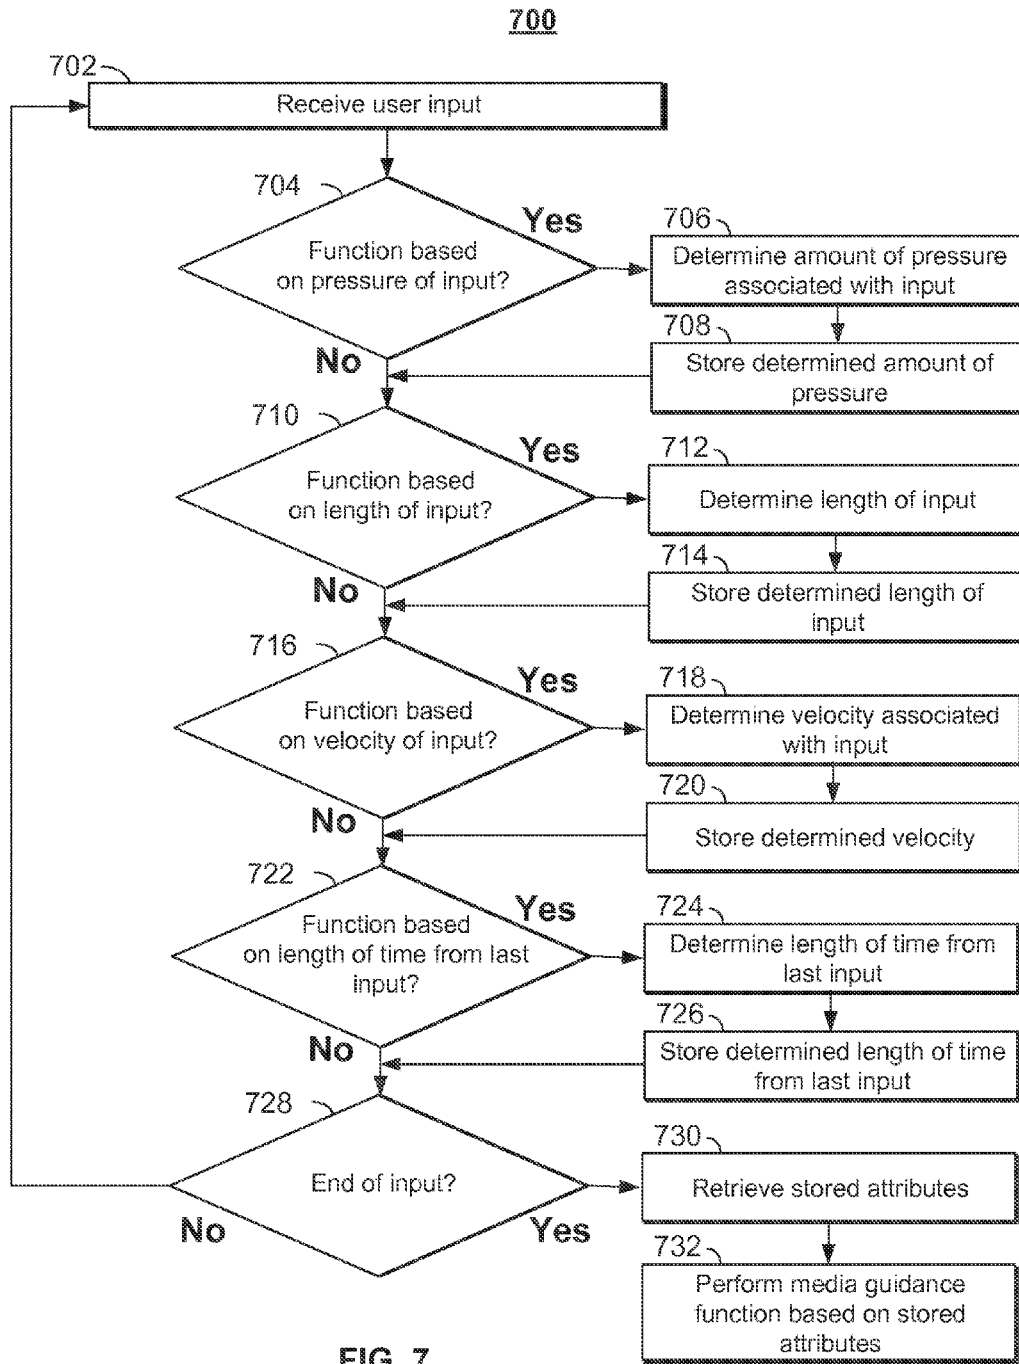 700
702
Receive user input
704
Yes
Function based
on pressure of input?
706
Determine amount of pressure
associated with input
708
Store determined amount of
pressure
No
710
Yes
Function based
on length of input?
712
Determine length of input
714
Store determined length of
input
No
716
Yes
Function based
on velocity of input?
718
Determine velocity associated
with input
720
Store determined velocity
No
722
Yes
Function based
on length of time from last
input?
724
Determine length of time from
last input
726
Store determined length of time
from last input
No
728
End of input?
No
Yes
730
Retrieve stored attributes
732
Perform media guidance
function based on stored
attributes
FIG. 7